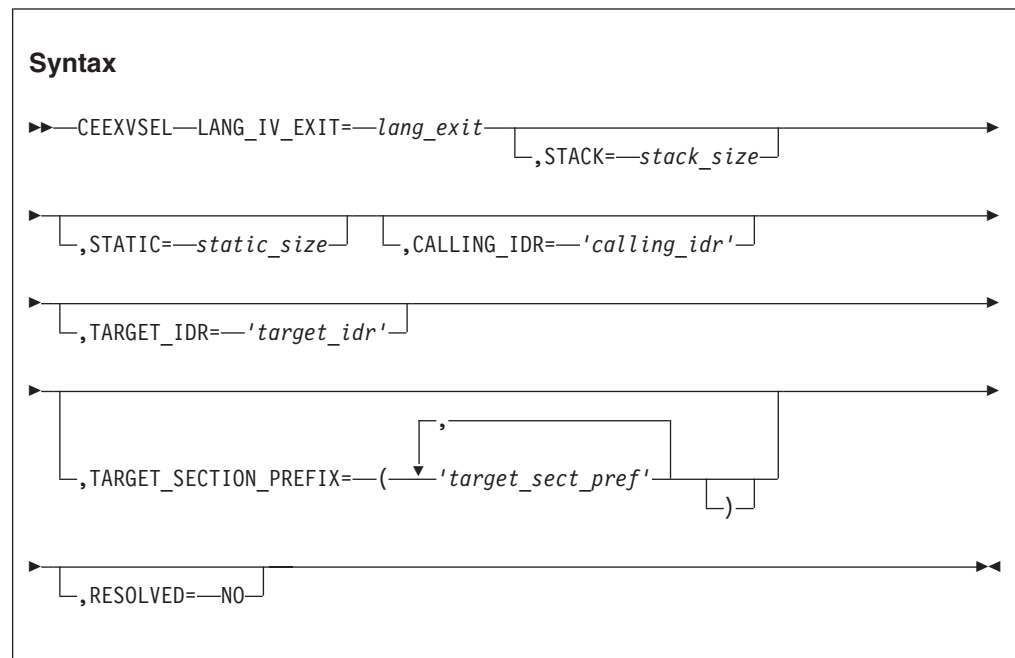 Syntax
CEEXVSEL LANG_IV_EXIT= lang_exit
,STACK= stack_size
,STATIC= static_size ,CALLING_IDR= 'calling_idr'
,TARGET_IDR= 'target_idr'
,
,TARGET_SECTION_PREFIX= ( 'target_sect_pref'
)
,RESOLVED= NO